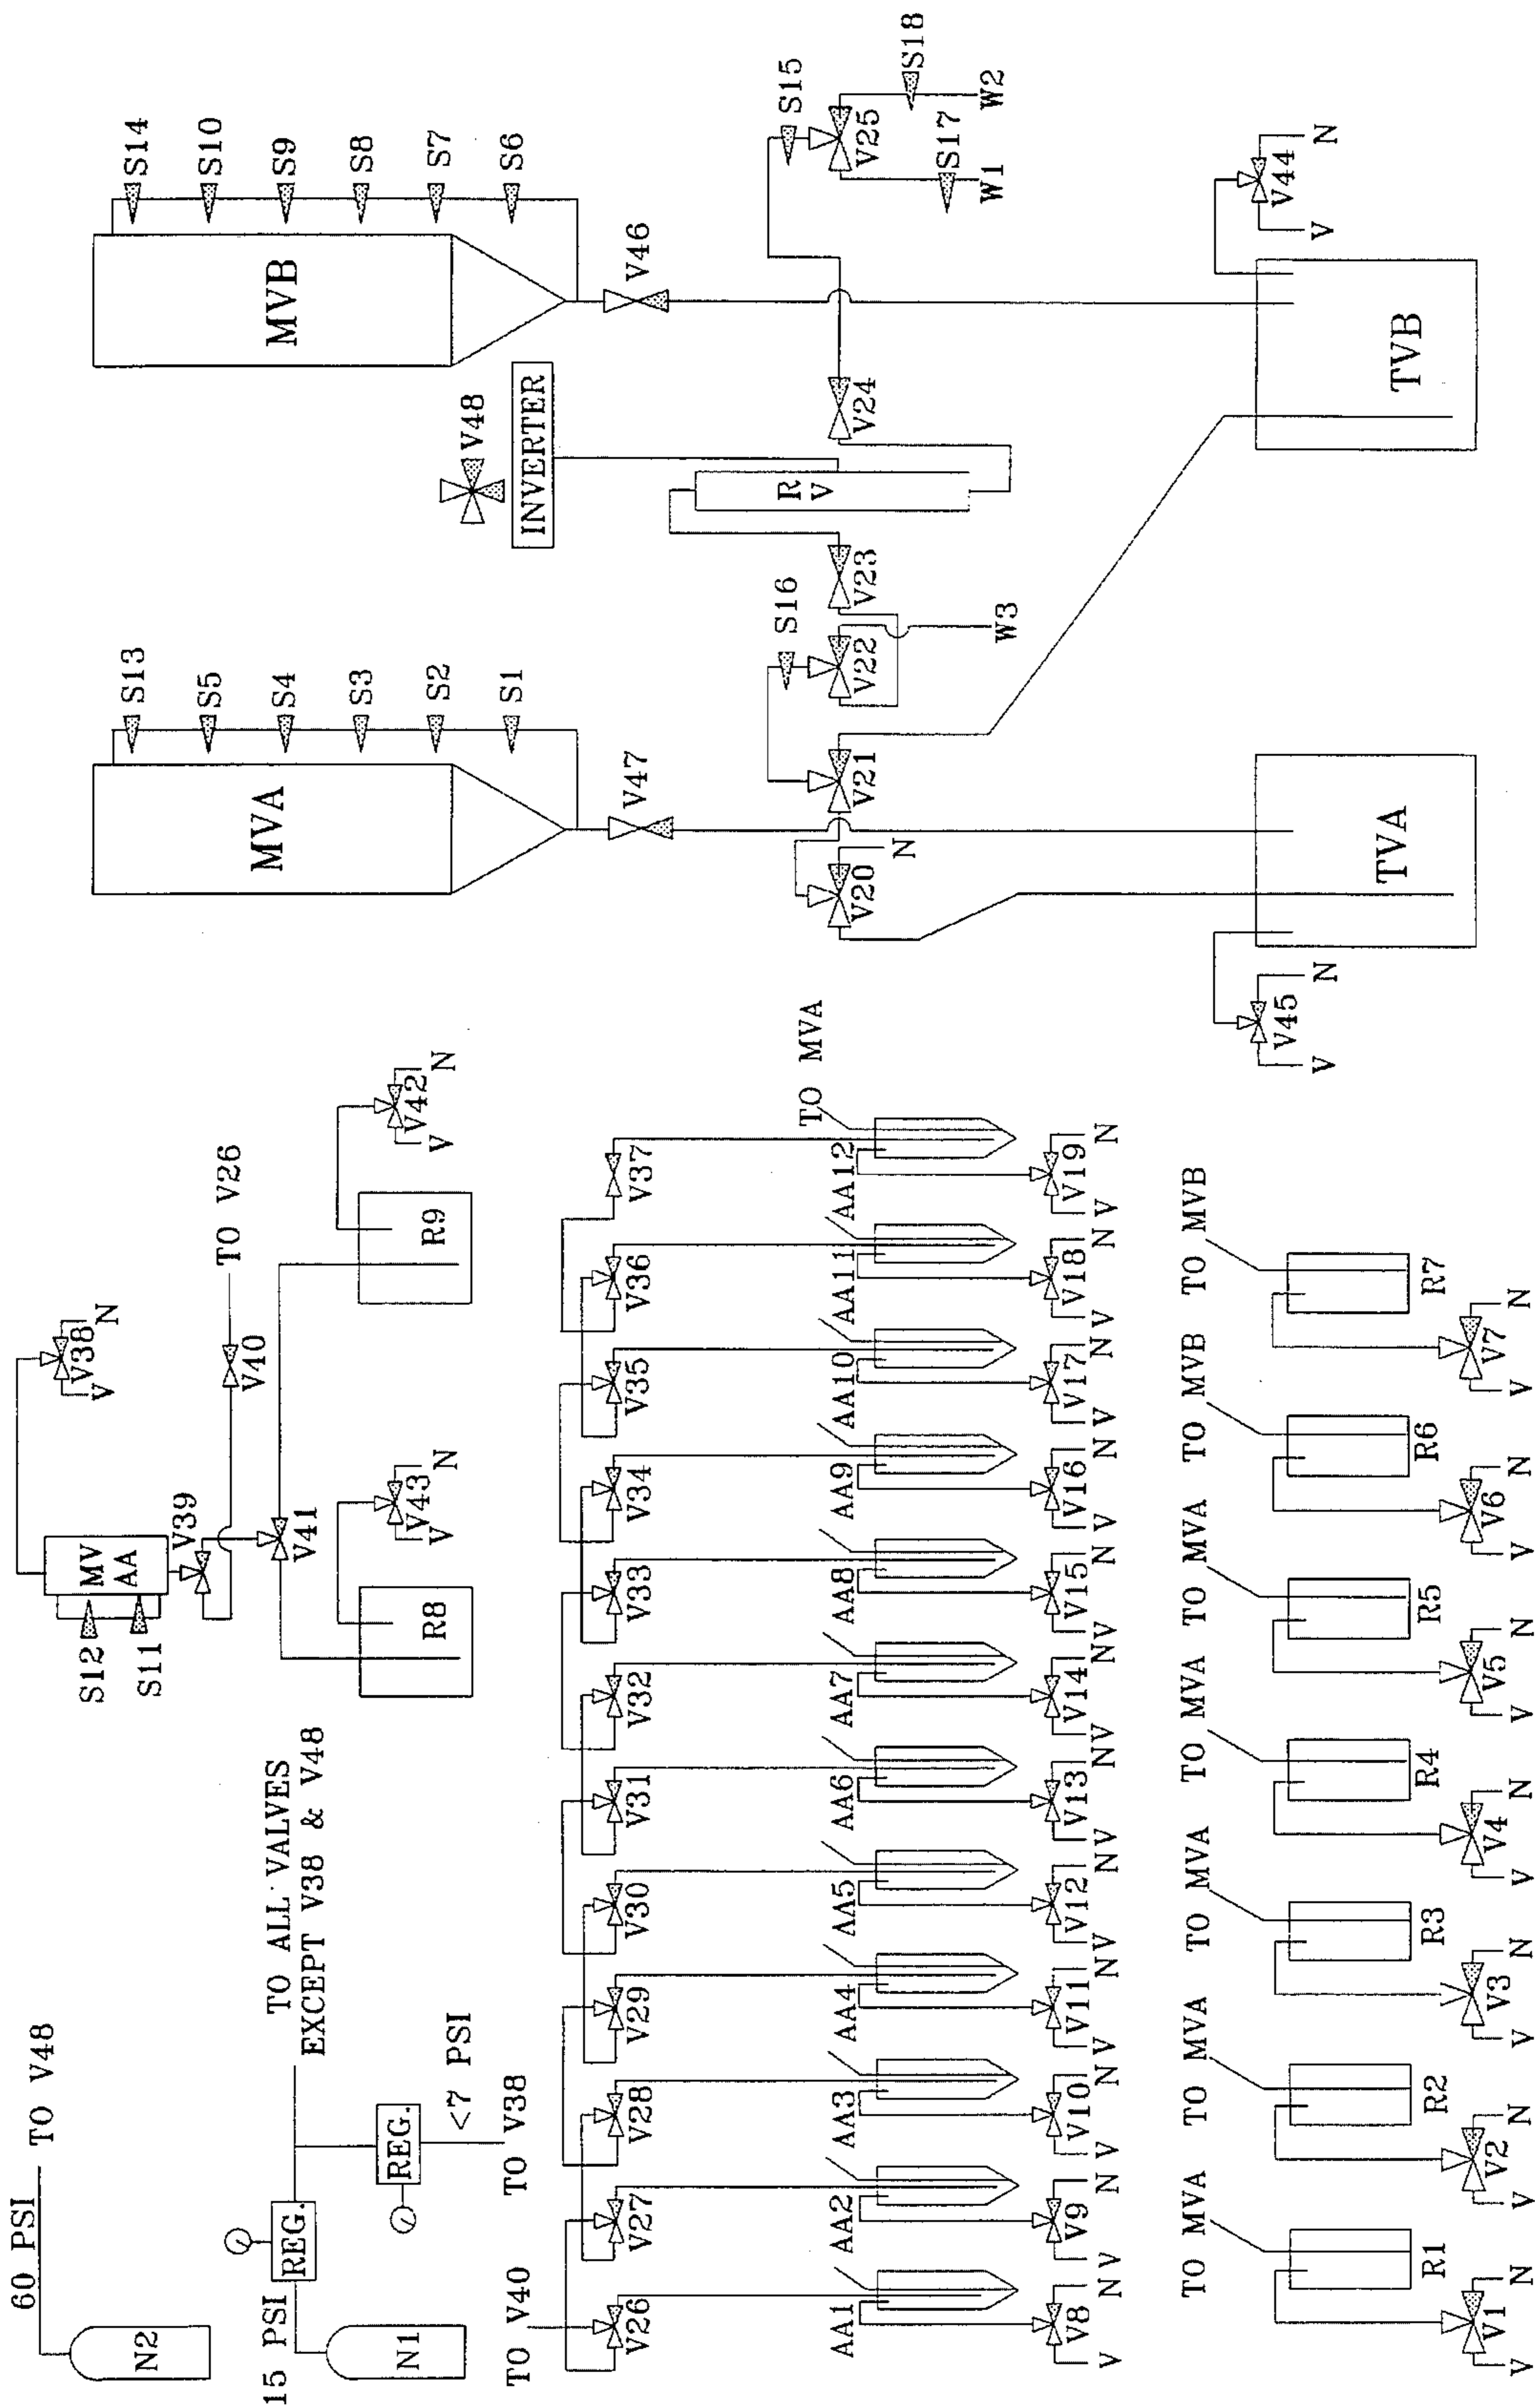 60 PSI TO V48
N2
15 PSI
REG.
TO ALL VALVES
EXCEPT V38 & V48
N1
REG.
<7 PSI
TO V38
S12
S11
MV
AA
V39
V38
V N
V40
TO V26
V41
R8
V43
V N
R9
V42
V N
MVA
S13
S5
S4
S3
S2
S1
V47
MVB
S14
S10
S9
S8
S7
S6
V46
V48
INVERTER
TO V40
V26 V27 V28 V29 V30 V31 V32 V33 V34 V35 V36 V37
AA1 AA2 AA3 AA4 AA5 AA6 AA7 AA8 AA9 AA10 AA11 AA12
TO MVA
V8 V9 V10 V11 V12 V13 V14 V15 V16 V17 V18 V19
V N V N V N V N V N V N V N V N V N V N V N V N
S16
S15
R
V
V20
N
V21
V22
V23
V24
V25
S17
S18
W3
W1
W2
TO MVA TO MVA TO MVA TO MVA TO MVA TO MVB TO MVB
R1 R2 R3 R4 R5 R6 R7
V1 V2 V3 V4 V5 V6 V7
V N V N V N V N V N V N V N
V45
V N
TVA
V44
V N
TVB